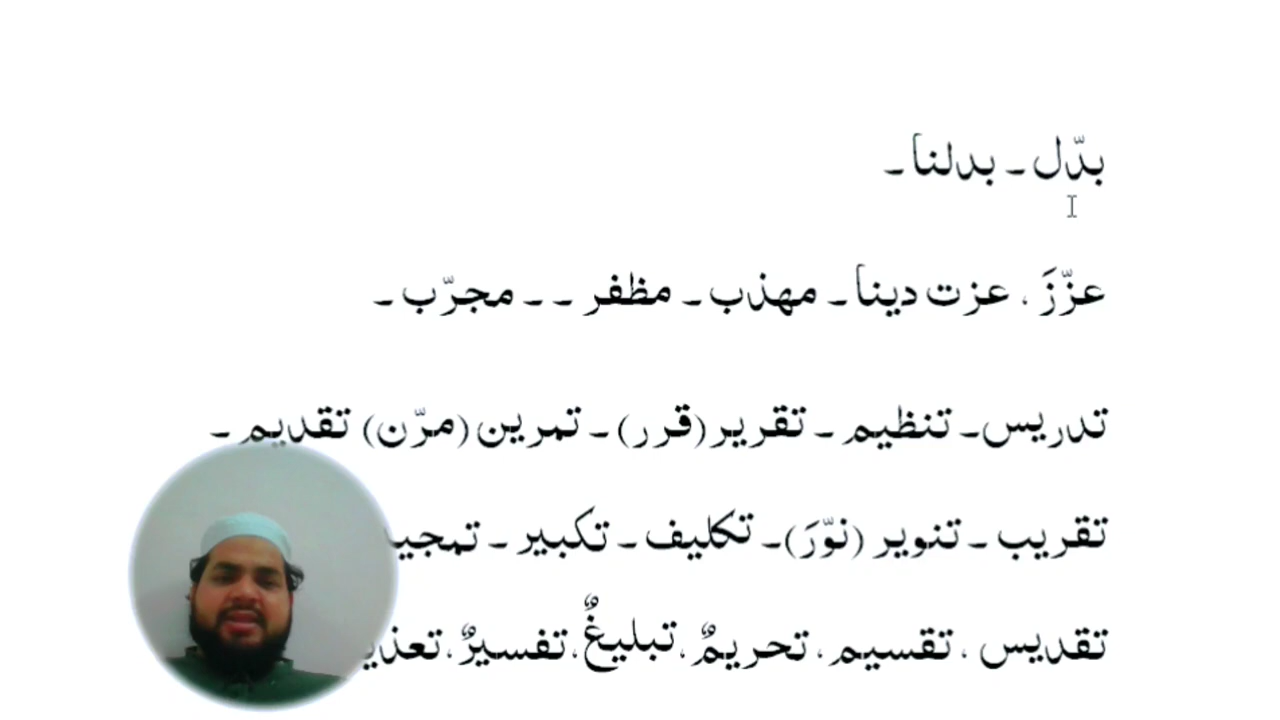 بدّل ۔ بدلنا ۔
عزّزَ ، عزت دینا ۔ مہذب ۔ مظفر ۔ ۔ مجرّب ۔
تدریس ۔ تنظیم ۔ تقریر (قرر) ۔ تمرین (مرّن) تقدیم ۔
تقریب ۔ تنویر (نوّرَ) ۔ تکلیف ۔ تکبیر ۔
تقدیس ، تقسیم ، تحریمٌ ، تبلیغٌ ، تفسیرٌ ،